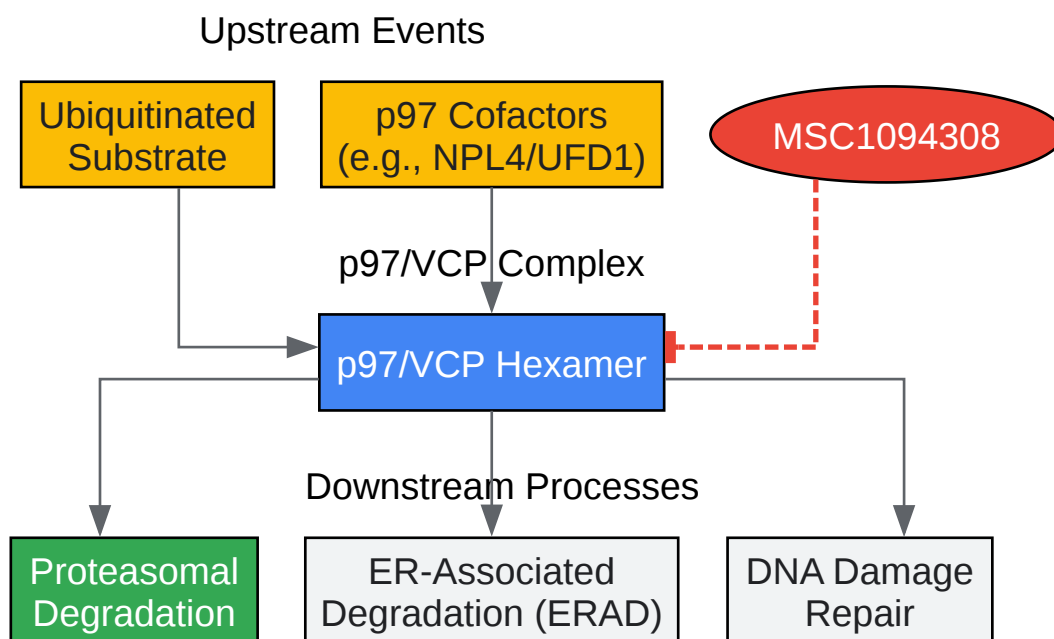 Upstream Events
Ubiquitinated
Substrate
p97 Cofactors
(e.g., NPL4/UFD1)
MSC1094308
p97/VCP Complex
p97/VCP Hexamer
Downstream Processes
Proteasomal
Degradation
ER-Associated
Degradation (ERAD)
DNA Damage
Repair